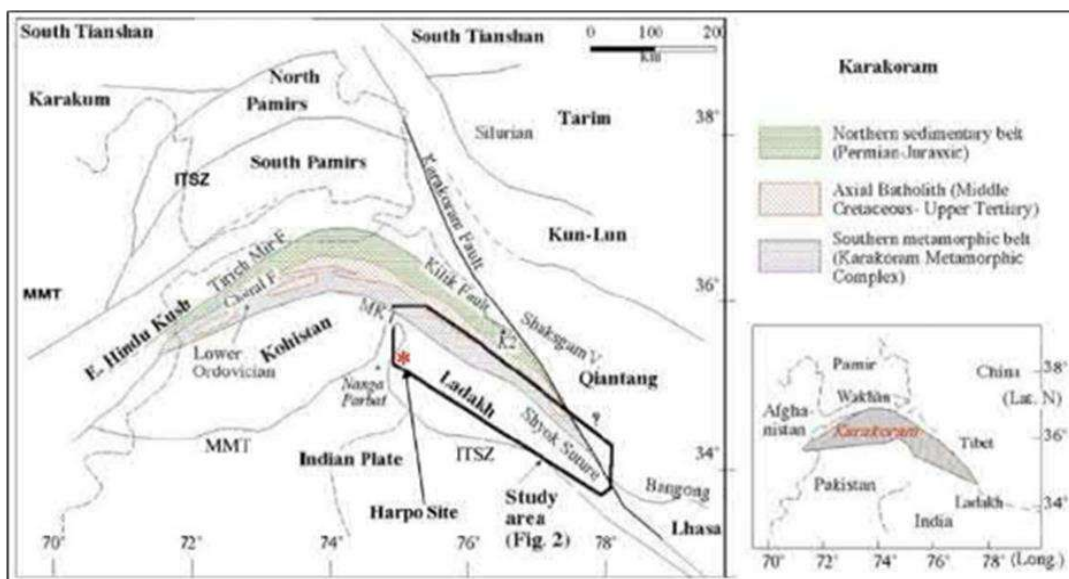 South Tianshan
South Tianshan
0 100 200
km
North
Pamirs
Karakum
Tarim
Silurian
38°
South Pamirs
ITSZ
Karakoram Fault
Kun-Lun
Tirich Mir F
Kilik Fault
36°
MMT
E. Hindu Kush
Shaksgam V.
K2
Kohistan
Lower
Ordovician
Nanga
Parbat
Ladakh
Qiantang
Shyok Suture
MMT
ITSZ
Indian Plate
34°
Bangong
Harpo Site
Study
area
(Fig. 2)
Lhasa
70° 72° 74° 76° 78°
Karakoram
Northern sedimentary belt
(Permian-Jurassic)
Axial Batholith (Middle
Cretaceous- Upper Tertiary)
Southern metamorphic belt
(Karakoram Metamorphic
Complex)
Pamir
China
38°
(Lat. N)
Wakhan
Afgha-
nistan
Karakoram
Tibet
36°
Pakistan
Ladakh
34°
India
70° 72° 74° 76° 78° (Long.)